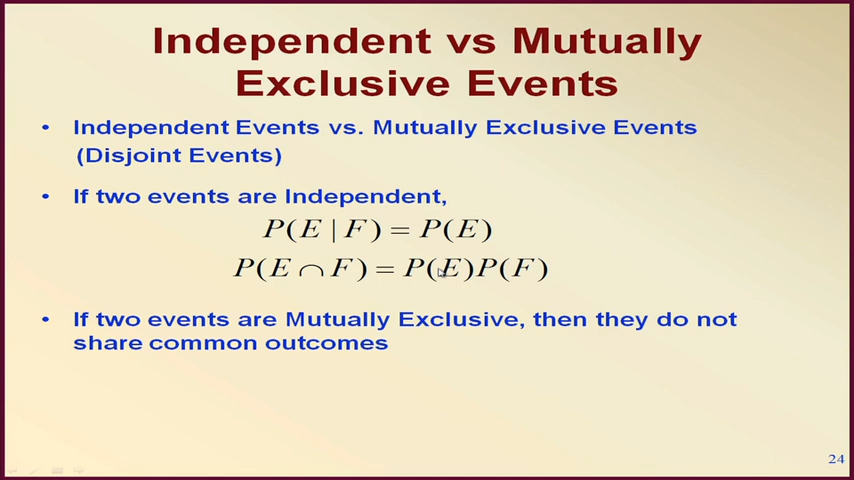 Independent vs Mutually
Exclusive Events
• Independent Events vs. Mutually Exclusive Events
(Disjoint Events)
• If two events are Independent,
P(E | F) = P(E)
P(E ∩ F) = P(E)P(F)
• If two events are Mutually Exclusive, then they do not
share common outcomes
24